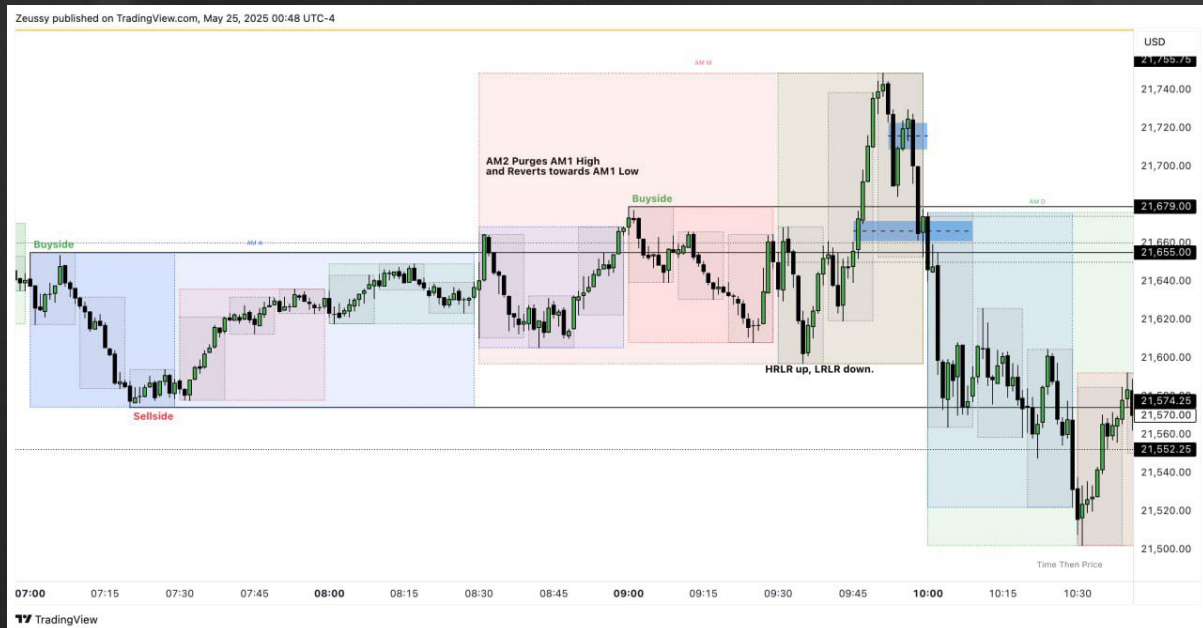 Zeussy published on TradingView.com, May 25, 2025 00:48 UTC-4
USD
21,755.75
21,740.00
21,720.00
21,700.00
21,679.00
21,660.00
21,655.00
21,640.00
21,620.00
21,600.00
21,574.25
21,570.00
21,560.00
21,552.25
21,540.00
21,520.00
21,500.00
AM M
AM2 Purges AM1 High
and Reverts towards AM1 Low
Buyside
AM D
Buyside
AM A
HRLR up, LRLR down.
Sellside
Time Then Price
07:00 07:15 07:30 07:45 08:00 08:15 08:30 08:45 09:00 09:15 09:30 09:45 10:00 10:15 10:30
TradingView